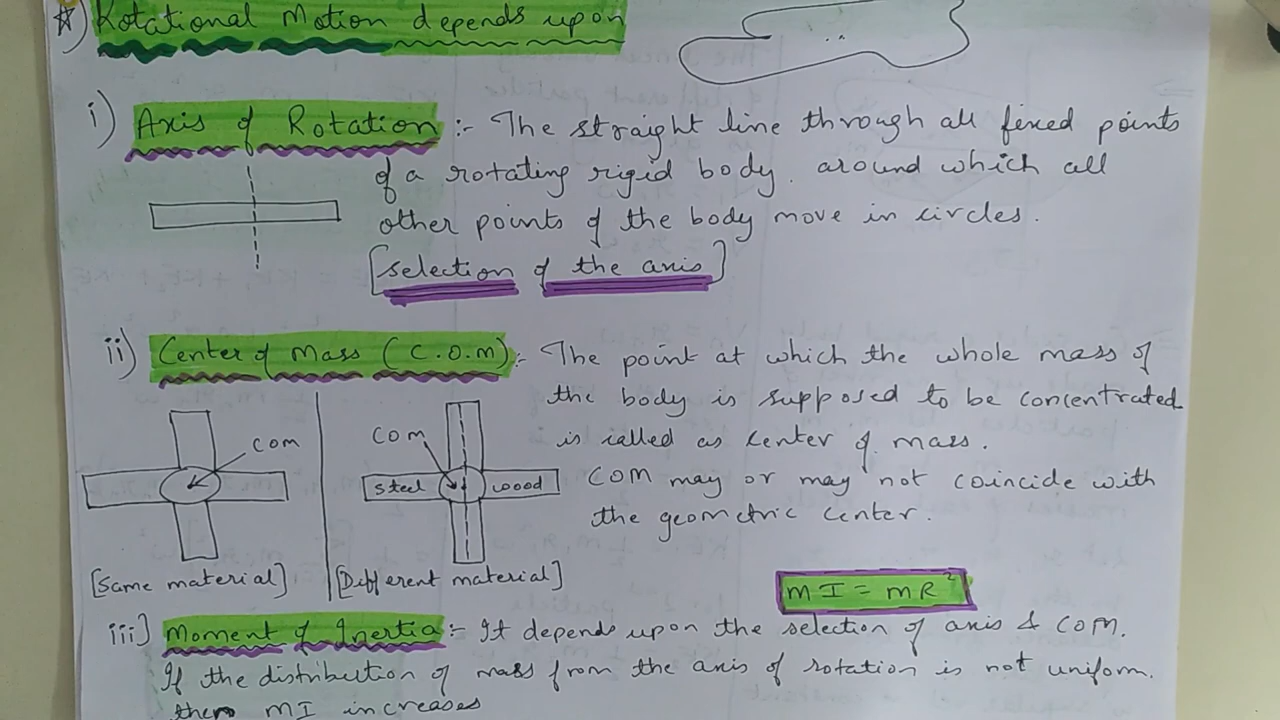 ☆) Rotational Motion depends upon
i) Axis of Rotation :- The straight line through all fixed points
of a rotating rigid body. around which all
other points of the body move in circles.
[selection of the axis]
ii) Center of Mass (C.O.M) :- The point at which the whole mass of
the body is supposed to be concentrated
is called as center of mass.
COM may or may not coincide with
the geometric center.
COM
COM
steel
wood
[Same material]
[Different material]
MI = MR²
iii] Moment of Inertia :- It depends upon the selection of axis & COM.
If the distribution of mass from the axis of rotation is not uniform.
then MI increases